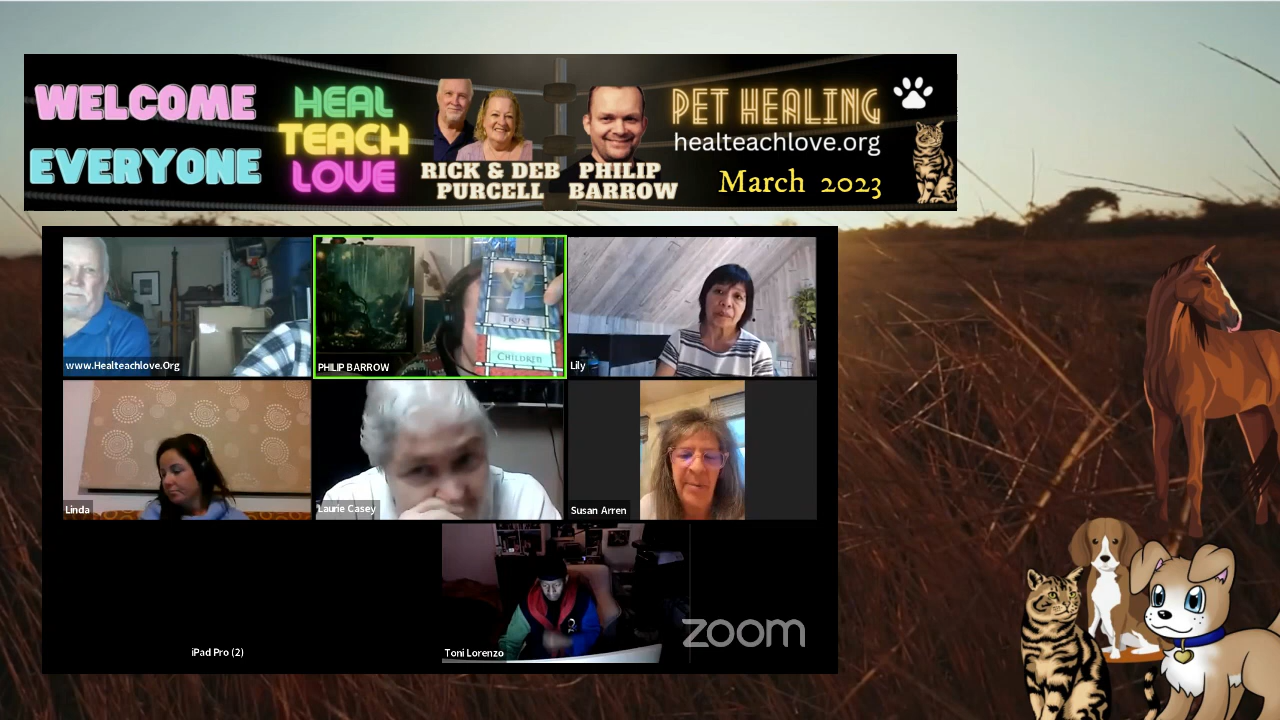 WELCOME
EVERYONE
HEAL
TEACH
LOVE
RICK & DEB
PURCELL
PHILIP
BARROW
PET HEALING
healteachlove.org
March 2023
www.Healteachlove.Org
PHILIP BARROW
TRUST
CHILDREN
Lily
Linda
Laurie Casey
Susan Arren
iPad Pro (2)
Toni Lorenzo
zoom